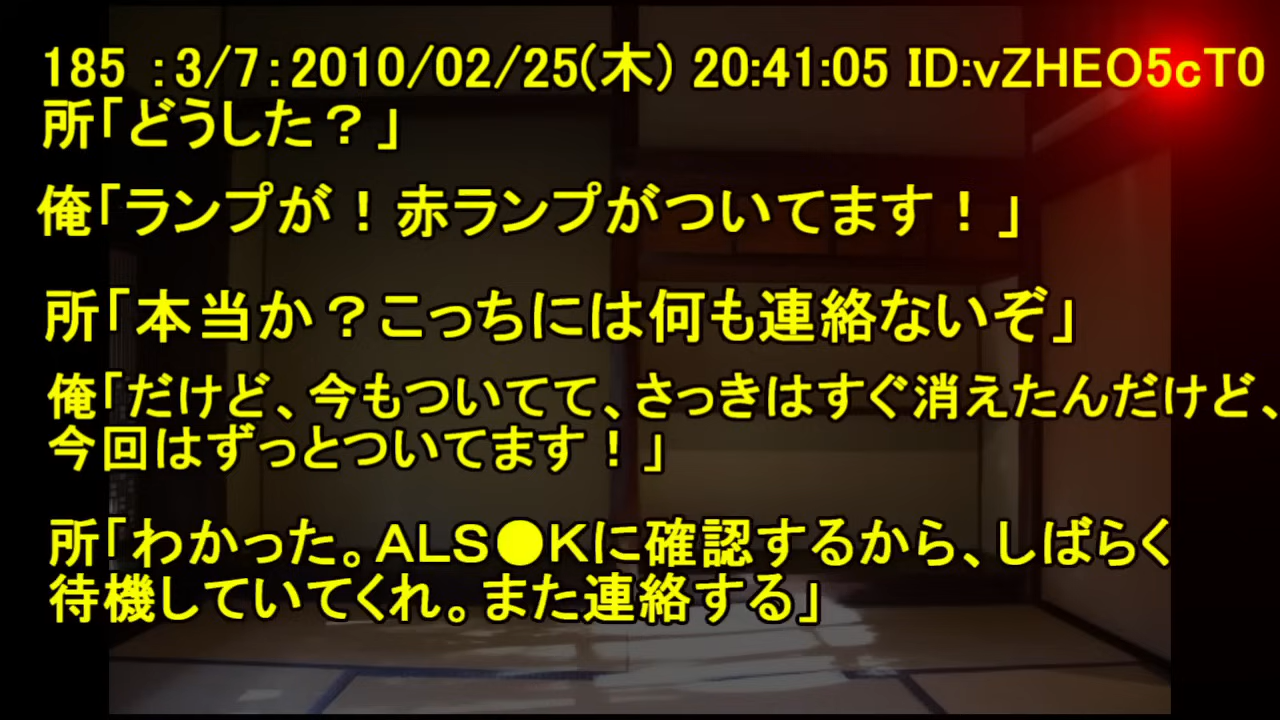 185 ：3/7：2010/02/25(木) 20:41:05 ID:vZHEO5cT0
所「どうした？」
俺「ランプが！赤ランプがついてます！」
所「本当か？こっちには何も連絡ないぞ」
俺「だけど、今もついてて、さっきはすぐ消えたんだけど、
今回はずっとついてます！」
所「わかった。ALS●Kに確認するから、しばらく
待機していてくれ。また連絡する」